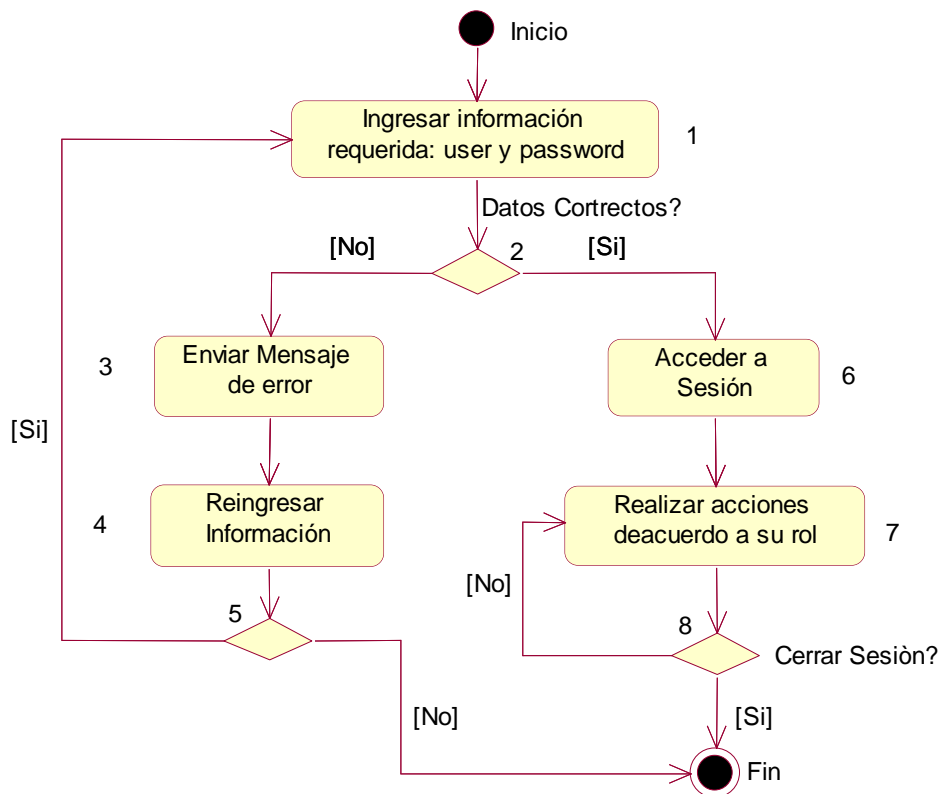 Inicio
Ingresar información
requerida: user y password
1
Datos Cortrectos?
[No]
2
[Si]
3
Enviar Mensaje
de error
Acceder a
Sesión
6
[Si]
4
Reingresar
Información
Realizar acciones
deacuerdo a su rol
7
[No]
5
8
Cerrar Sesiòn?
[No]
[Si]
Fin